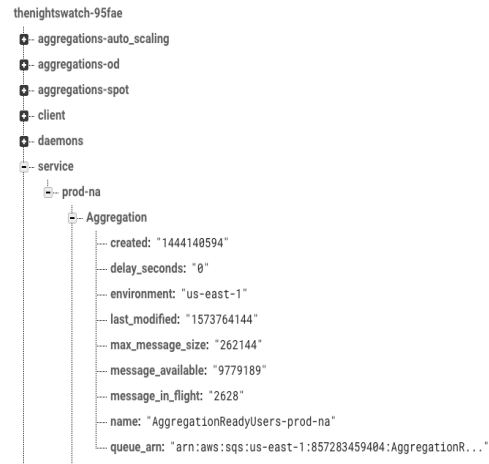 thenightswatch-95fae
aggregations-auto_scaling
aggregations-od
aggregations-spot
client
daemons
service
prod-na
Aggregation
created: "1444140594"
delay_seconds: "0"
environment: "us-east-1"
last_modified: "1573764144"
max_message_size: "262144"
message_available: "9779189"
message_in_flight: "2628"
name: "AggregationReadyUsers-prod-na"
queue_arn: "arn:aws:sqs:us-east-1:857283459404:AggregationR..."